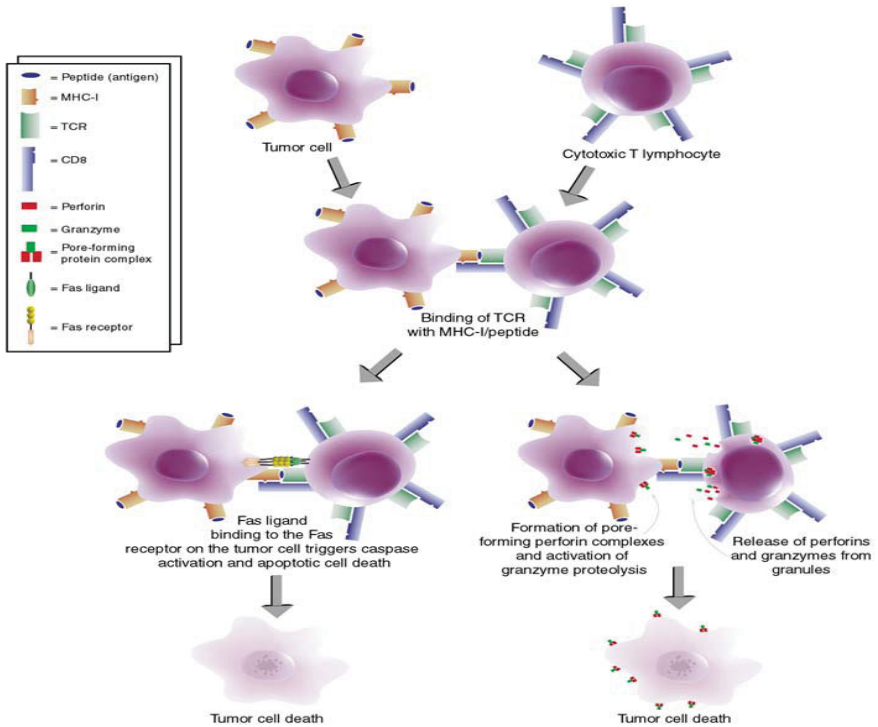 = Peptide (antigen)
= MHC-I
= TCR
= CD8
= Perforin
= Granzyme
= Pore-forming
protein complex
= Fas ligand
= Fas receptor
Tumor cell
Cytotoxic T lymphocyte
Binding of TCR
with MHC-I/peptide
Fas ligand
binding to the Fas
receptor on the tumor cell triggers caspase
activation and apoptotic cell death
Formation of pore-
forming perforin complexes
and activation of
granzyme proteolysis
Release of perforins
and granzymes from
granules
Tumor cell death
Tumor cell death